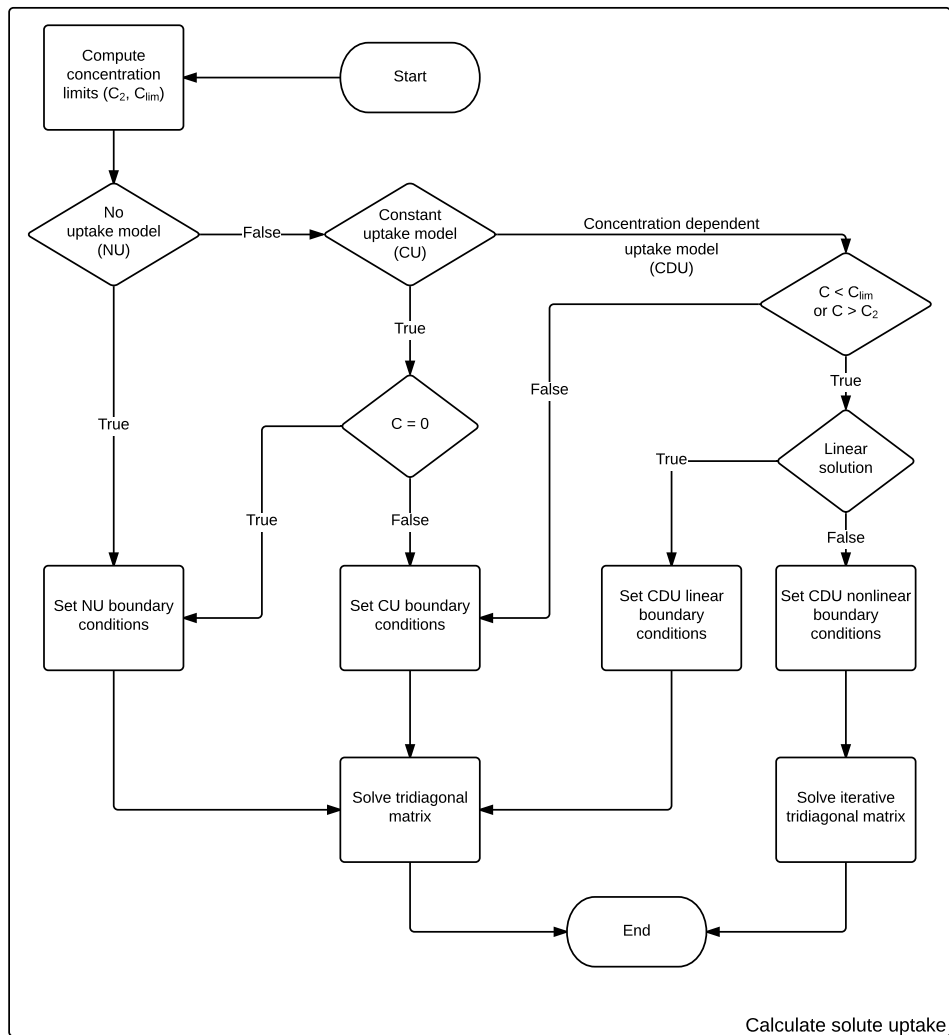 Compute
concentration
limits (C₂, Cₗᵢₘ)
Start
No
uptake model
(NU)
False
Constant
uptake model
(CU)
Concentration dependent
uptake model
(CDU)
C < Cₗᵢₘ
or C > C₂
True
False
True
True
C = 0
Linear
solution
True
True
False
False
Set NU boundary
conditions
Set CU boundary
conditions
Set CDU linear
boundary
conditions
Set CDU nonlinear
boundary
conditions
Solve tridiagonal
matrix
Solve iterative
tridiagonal matrix
End
Calculate solute uptake